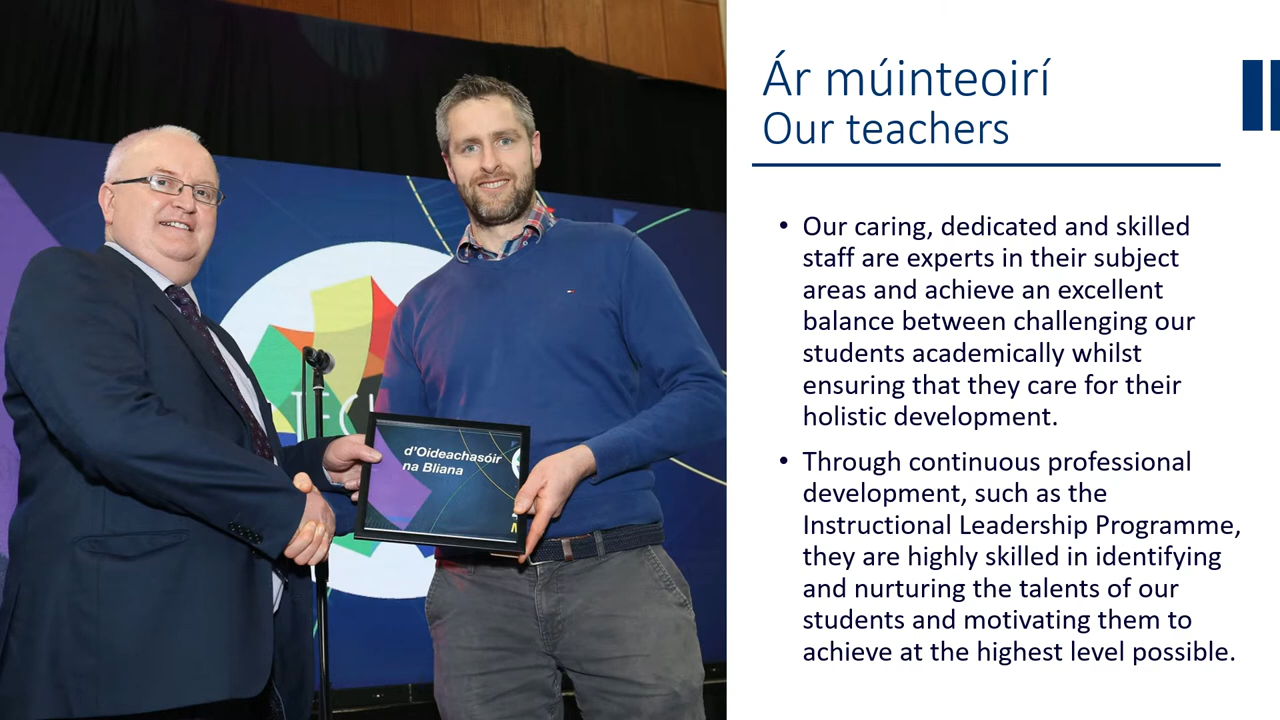 Ár múinteoirí
Our teachers
• Our caring, dedicated and skilled
staff are experts in their subject
areas and achieve an excellent
balance between challenging our
students academically whilst
ensuring that they care for their
holistic development.
• Through continuous professional
development, such as the
Instructional Leadership Programme,
they are highly skilled in identifying
and nurturing the talents of our
students and motivating them to
achieve at the highest level possible.
d'Oideachasóir
na Bliana